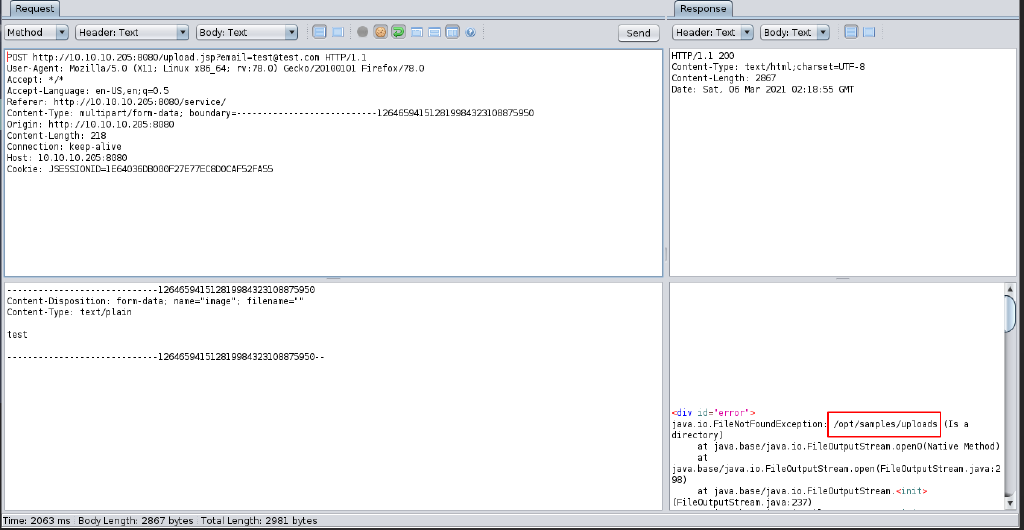 Request
Response
Method Header: Text Body: Text Send
Header: Text Body: Text
POST http://10.10.10.205:8080/upload.jsp?email=test@test.com HTTP/1.1
User-Agent: Mozilla/5.0 (X11; Linux x86_64; rv:78.0) Gecko/20100101 Firefox/78.0
Accept: */*
Accept-Language: en-US,en;q=0.5
Referer: http://10.10.10.205:8080/service/
Content-Type: multipart/form-data; boundary=---------------------------126465941512819984323108875950
Origin: http://10.10.10.205:8080
Content-Length: 218
Connection: keep-alive
Host: 10.10.10.205:8080
Cookie: JSESSIONID=1E64036DB000F27E77EC8D0CAF52FA55
HTTP/1.1 200
Content-Type: text/html;charset=UTF-8
Content-Length: 2867
Date: Sat, 06 Mar 2021 02:18:55 GMT
-----------------------------126465941512819984323108875950
Content-Disposition: form-data; name="image"; filename=""
Content-Type: text/plain
test
-----------------------------126465941512819984323108875950--
<div id="error">
java.io.FileNotFoundException: /opt/samples/uploads (Is a
directory)
at java.base/java.io.FileOutputStream.open0(Native Method)
at
java.base/java.io.FileOutputStream.open(FileOutputStream.java:2
98)
at java.base/java.io.FileOutputStream.<init>
(FileOutputStream.java:237)
Time: 2063 ms Body Length: 2867 bytes Total Length: 2981 bytes